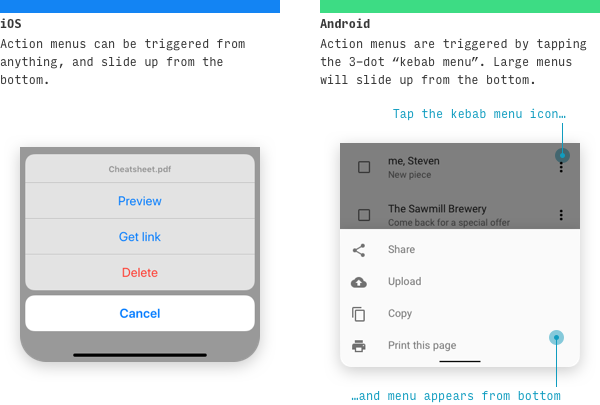 iOS
Action menus can be triggered from
anything, and slide up from the
bottom.
Cheatsheet.pdf
Preview
Get link
Delete
Cancel
Android
Action menus are triggered by tapping
the 3-dot “kebab menu”. Large menus
will slide up from the bottom.
Tap the kebab menu icon…
me, Steven
New piece
The Sawmill Brewery
Come back for a special offer
Share
Upload
Copy
Print this page
…and menu appears from bottom